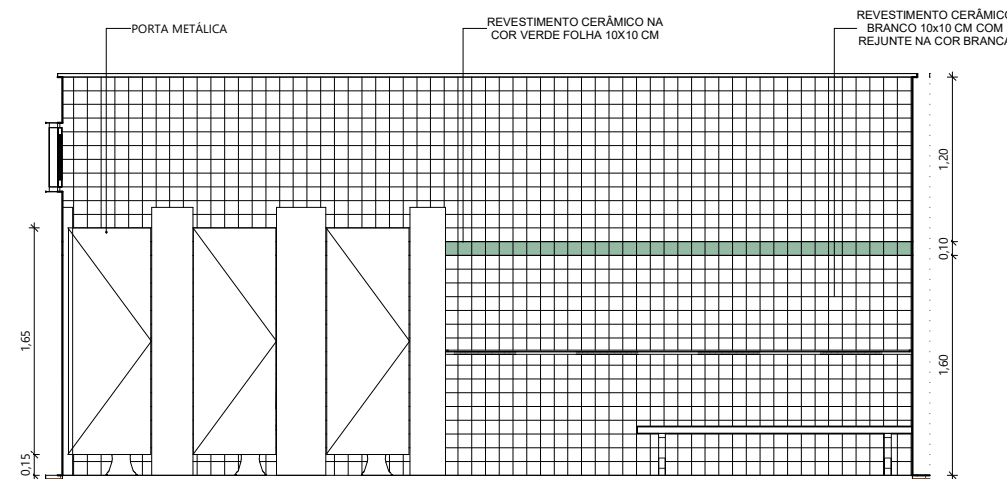 PORTA METÁLICA
REVESTIMENTO CERÂMICO NA
COR VERDE FOLHA 10X10 CM
REVESTIMENTO CERÂMICO
BRANCO 10x10 CM COM
REJUNTE NA COR BRANCA
1,20
0,10
1,60
1,65
0,15